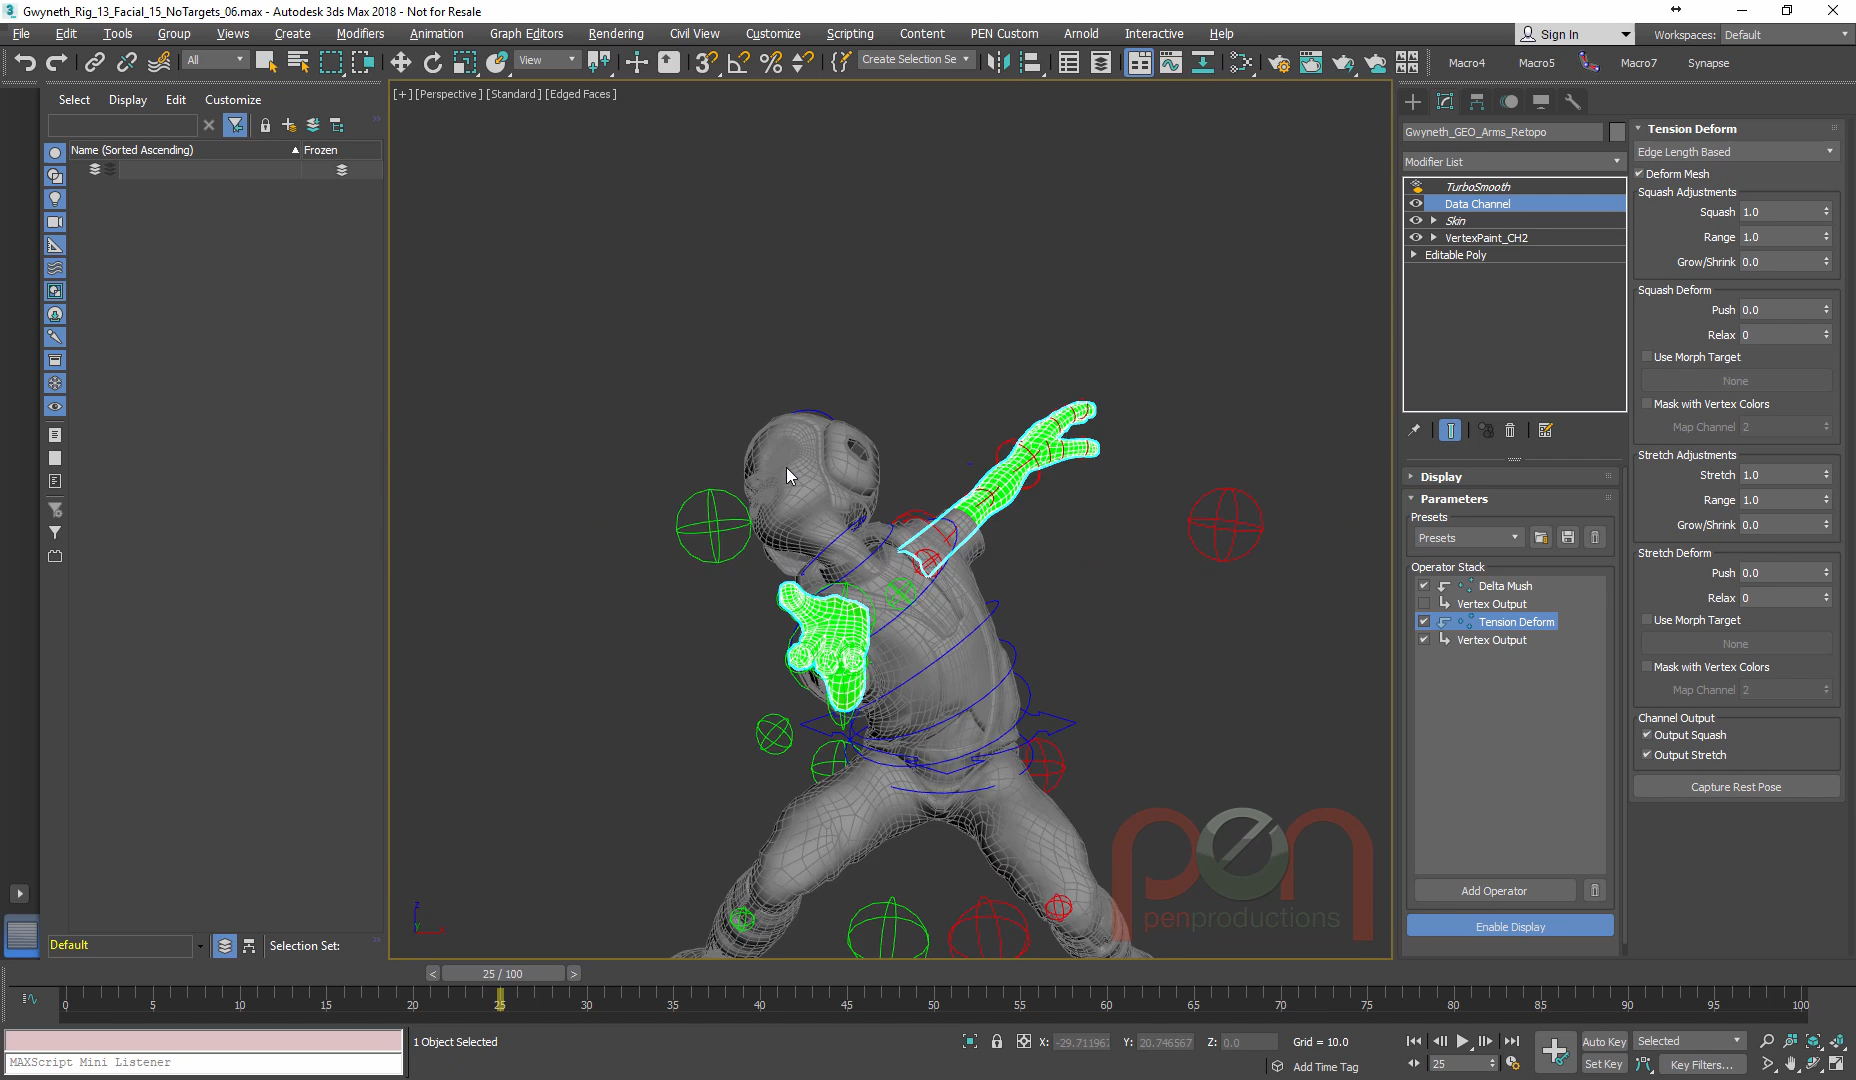 Gwyneth_Rig_13_Facial_15_NoTargets_06.max - Autodesk 3ds Max 2018 - Not for Resale
File Edit Tools Group Views Create Modifiers Animation Graph Editors Rendering Civil View Customize Scripting Content PEN Custom Arnold Interactive Help Sign In Workspaces: Default
All View Create Selection Se Macro4 Macro5 Macro7 Synapse
Select Display Edit Customize
[+] [Perspective] [Standard] [Edged Faces]
Name (Sorted Ascending) Frozen
Gwyneth_GEO_Arms_Retopo
Modifier List
TurboSmooth
Data Channel
Skin
VertexPaint_CH2
Editable Poly
Display
Parameters
Presets
Presets
Operator Stack
Delta Mush
Vertex Output
Tension Deform
Vertex Output
Add Operator
Enable Display
Tension Deform
Edge Length Based
Deform Mesh
Squash Adjustments
Squash 1.0
Range 1.0
Grow/Shrink 0.0
Squash Deform
Push 0.0
Relax 0
Use Morph Target
None
Mask with Vertex Colors
Map Channel 2
Stretch Adjustments
Stretch 1.0
Range 1.0
Grow/Shrink 0.0
Stretch Deform
Push 0.0
Relax 0
Use Morph Target
None
Mask with Vertex Colors
Map Channel 2
Channel Output
Output Squash
Output Stretch
Capture Rest Pose
pen
penproductions
Default Selection Set:
< 25 / 100 >
0 5 10 15 20 25 30 35 40 45 50 55 60 65 70 75 80 85 90 95 100
1 Object Selected X: -29.711967 Y: 20.746567 Z: 0.0 Grid = 10.0 Auto Key Selected
MAXScript Mini Listener Add Time Tag 25 Set Key Key Filters...